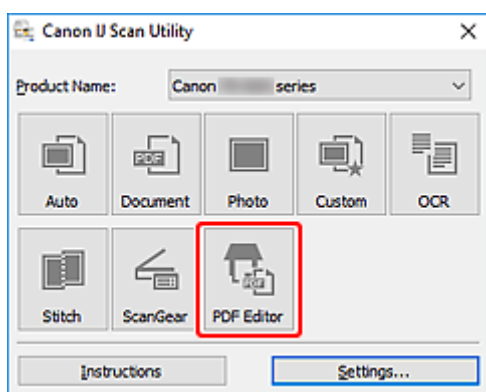 Canon IJ Scan Utility
Product Name: Canon series
Auto Document Photo Custom OCR
Stitch ScanGear PDF Editor
Instructions Settings...